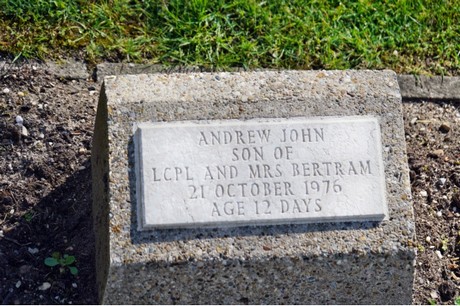 ANDREW JOHN
SON OF
LCPL AND MRS BERTRAM
21 OCTOBER 1976
AGE 12 DAYS